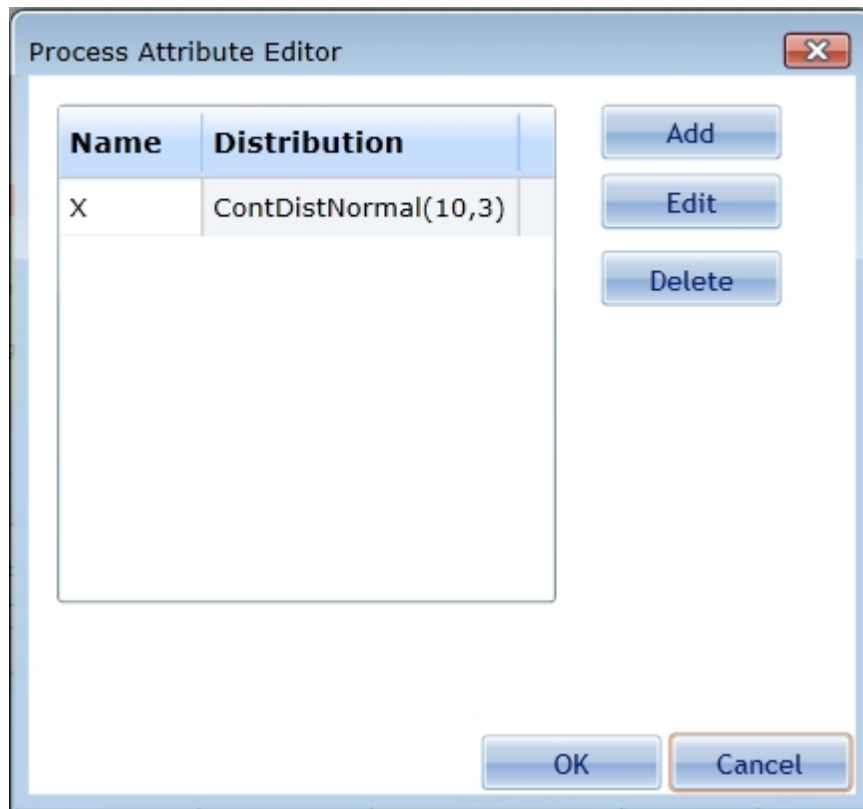 Process Attribute Editor
Name Distribution
X ContDistNormal(10,3)
Add
Edit
Delete
OK Cancel